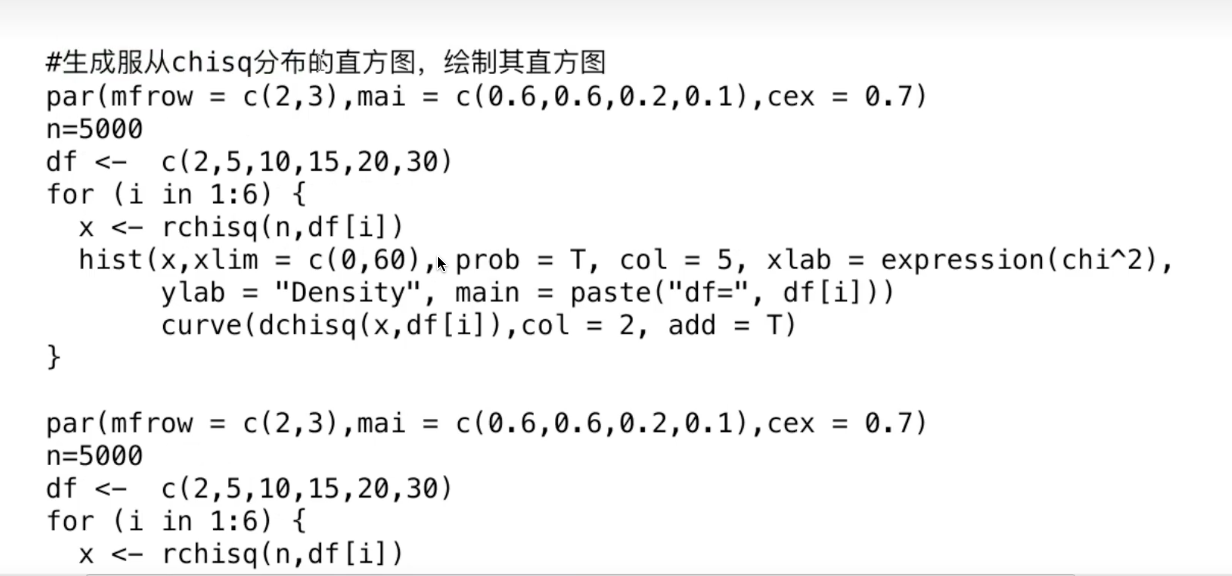 #生成服从chisq分布的直方图，绘制其直方图
par(mfrow = c(2,3),mai = c(0.6,0.6,0.2,0.1),cex = 0.7)
n=5000
df <-  c(2,5,10,15,20,30)
for (i in 1:6) {
  x <- rchisq(n,df[i])
  hist(x,xlim = c(0,60), prob = T, col = 5, xlab = expression(chi^2),
       ylab = "Density", main = paste("df=", df[i]))
       curve(dchisq(x,df[i]),col = 2, add = T)
}
par(mfrow = c(2,3),mai = c(0.6,0.6,0.2,0.1),cex = 0.7)
n=5000
df <-  c(2,5,10,15,20,30)
for (i in 1:6) {
  x <- rchisq(n,df[i])